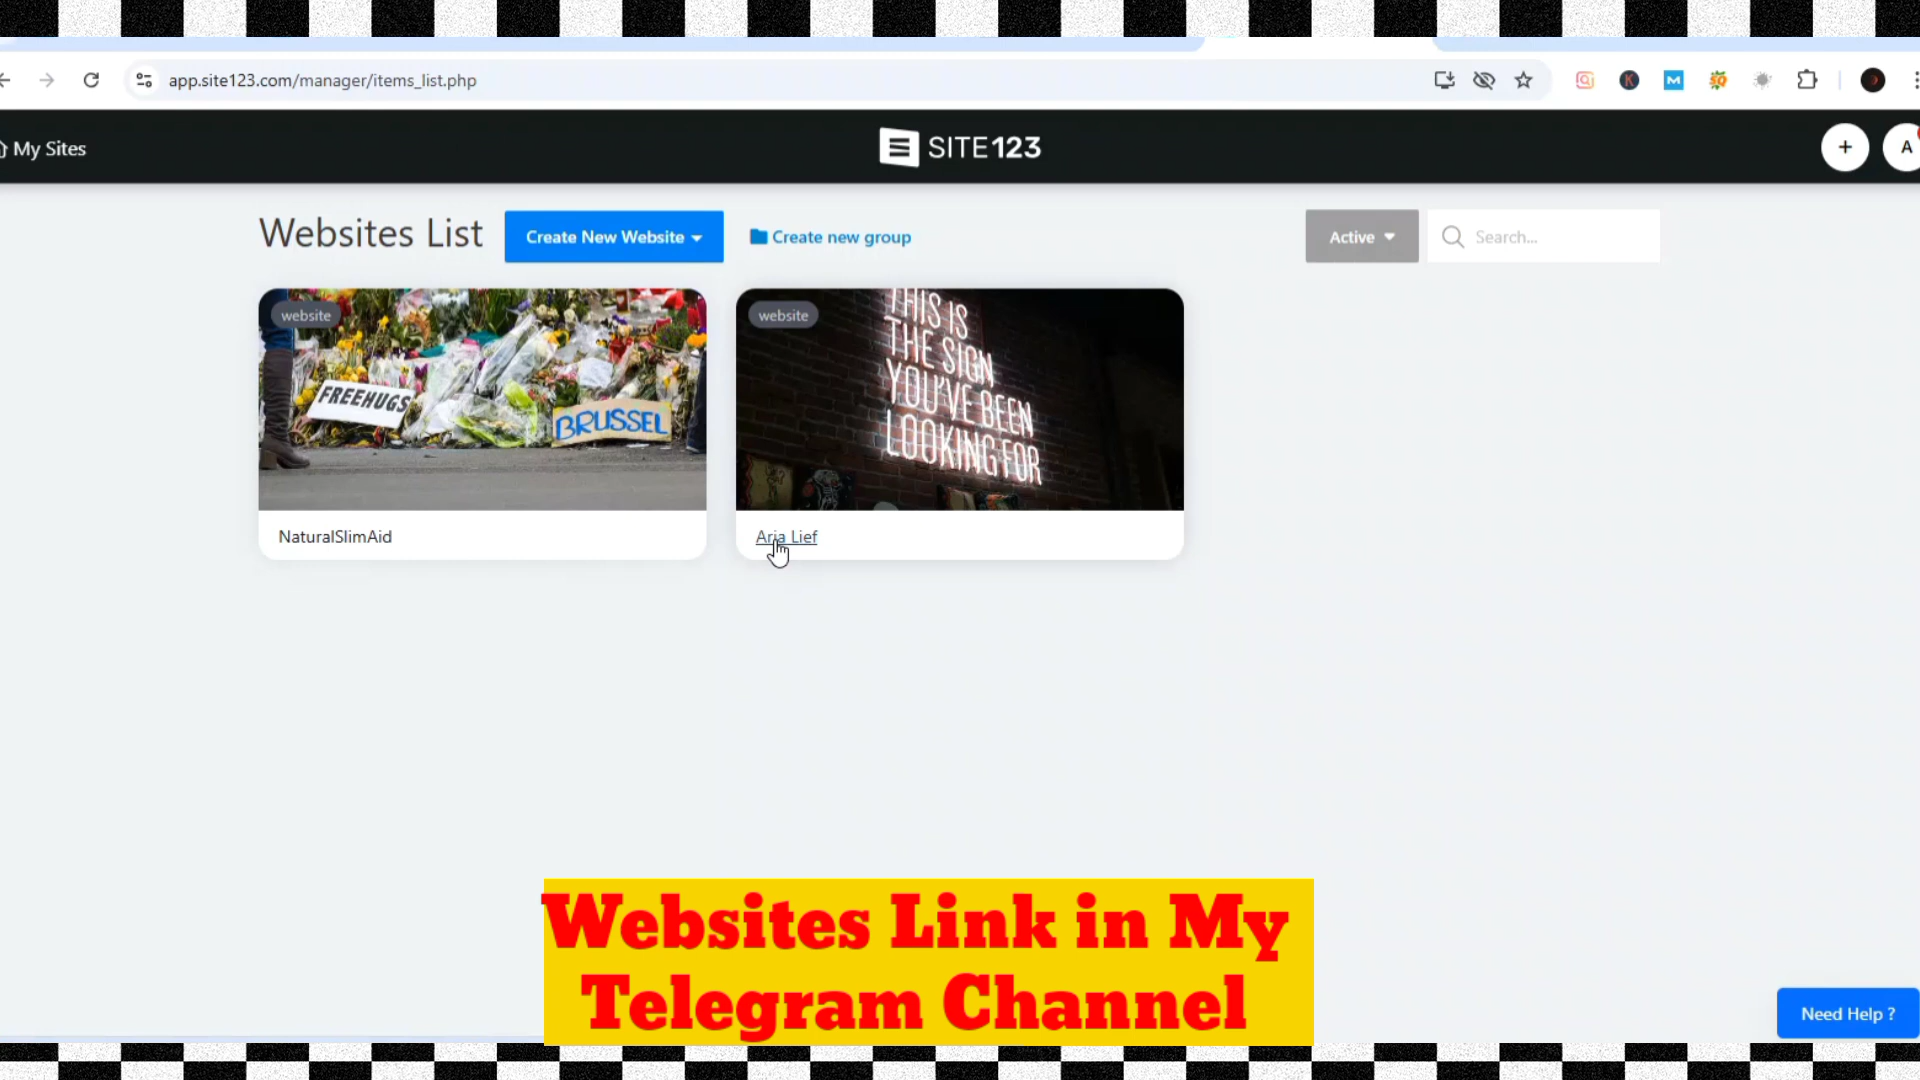 app.site123.com/manager/items_list.php
My Sites
SITE123
+
A
Websites List
Create New Website
Create new group
Active
Search...
website
FREEHUGS
BRUSSEL
website
THIS IS
THE SIGN
YOU'VE BEEN
LOOKING FOR
NaturalSlimAid
Aria Lief
Websites Link in My
Telegram Channel
Need Help ?